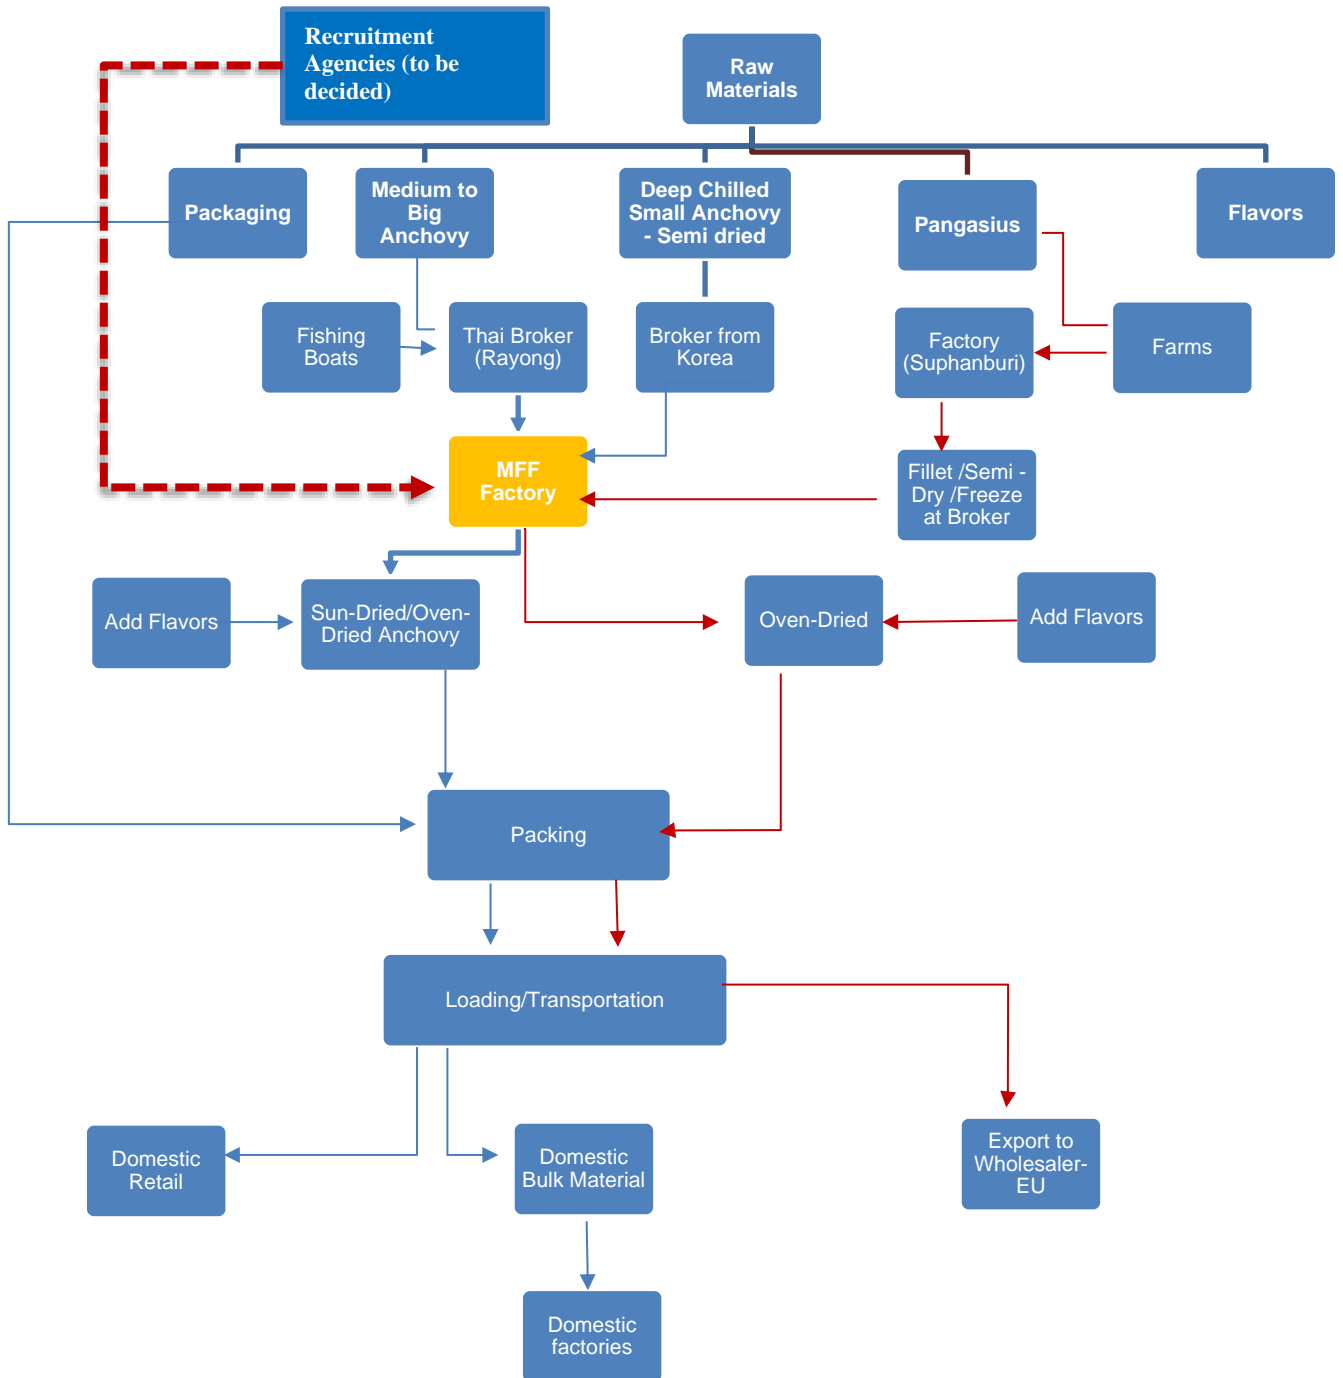 Recruitment
Agencies (to be
decided)
Raw
Materials
Packaging
Medium to
Big
Anchovy
Deep Chilled
Small Anchovy
- Semi dried
Pangasius
Flavors
Fishing
Boats
Thai Broker
(Rayong)
Broker from
Korea
Factory
(Suphanburi)
Farms
MFF
Factory
Fillet /Semi -
Dry /Freeze
at Broker
Add Flavors
Sun-Dried/Oven-
Dried Anchovy
Oven-Dried
Add Flavors
Packing
Loading/Transportation
Domestic
Retail
Domestic
Bulk Material
Export to
Wholesaler-
EU
Domestic
factories